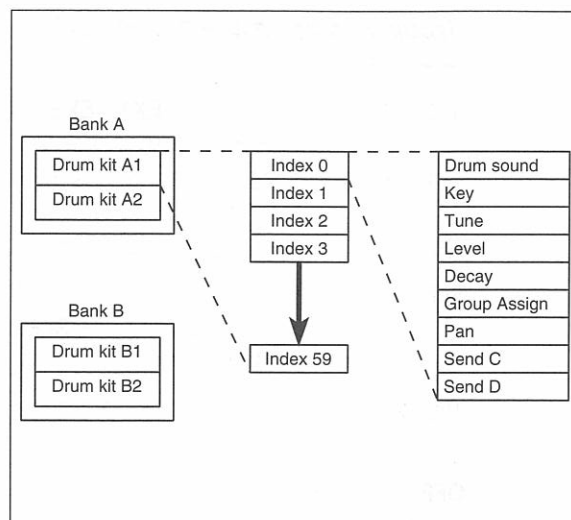 Bank A
Drum kit A1
Drum kit A2
Bank B
Drum kit B1
Drum kit B2
Index 0
Index 1
Index 2
Index 3
Index 59
Drum sound
Key
Tune
Level
Decay
Group Assign
Pan
Send C
Send D